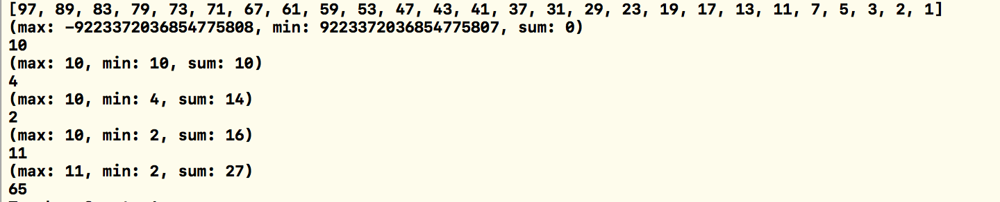 [97, 89, 83, 79, 73, 71, 67, 61, 59, 53, 47, 43, 41, 37, 31, 29, 23, 19, 17, 13, 11, 7, 5, 3, 2, 1]
(max: -9223372036854775808, min: 9223372036854775807, sum: 0)
10
(max: 10, min: 10, sum: 10)
4
(max: 10, min: 4, sum: 14)
2
(max: 10, min: 2, sum: 16)
11
(max: 11, min: 2, sum: 27)
65